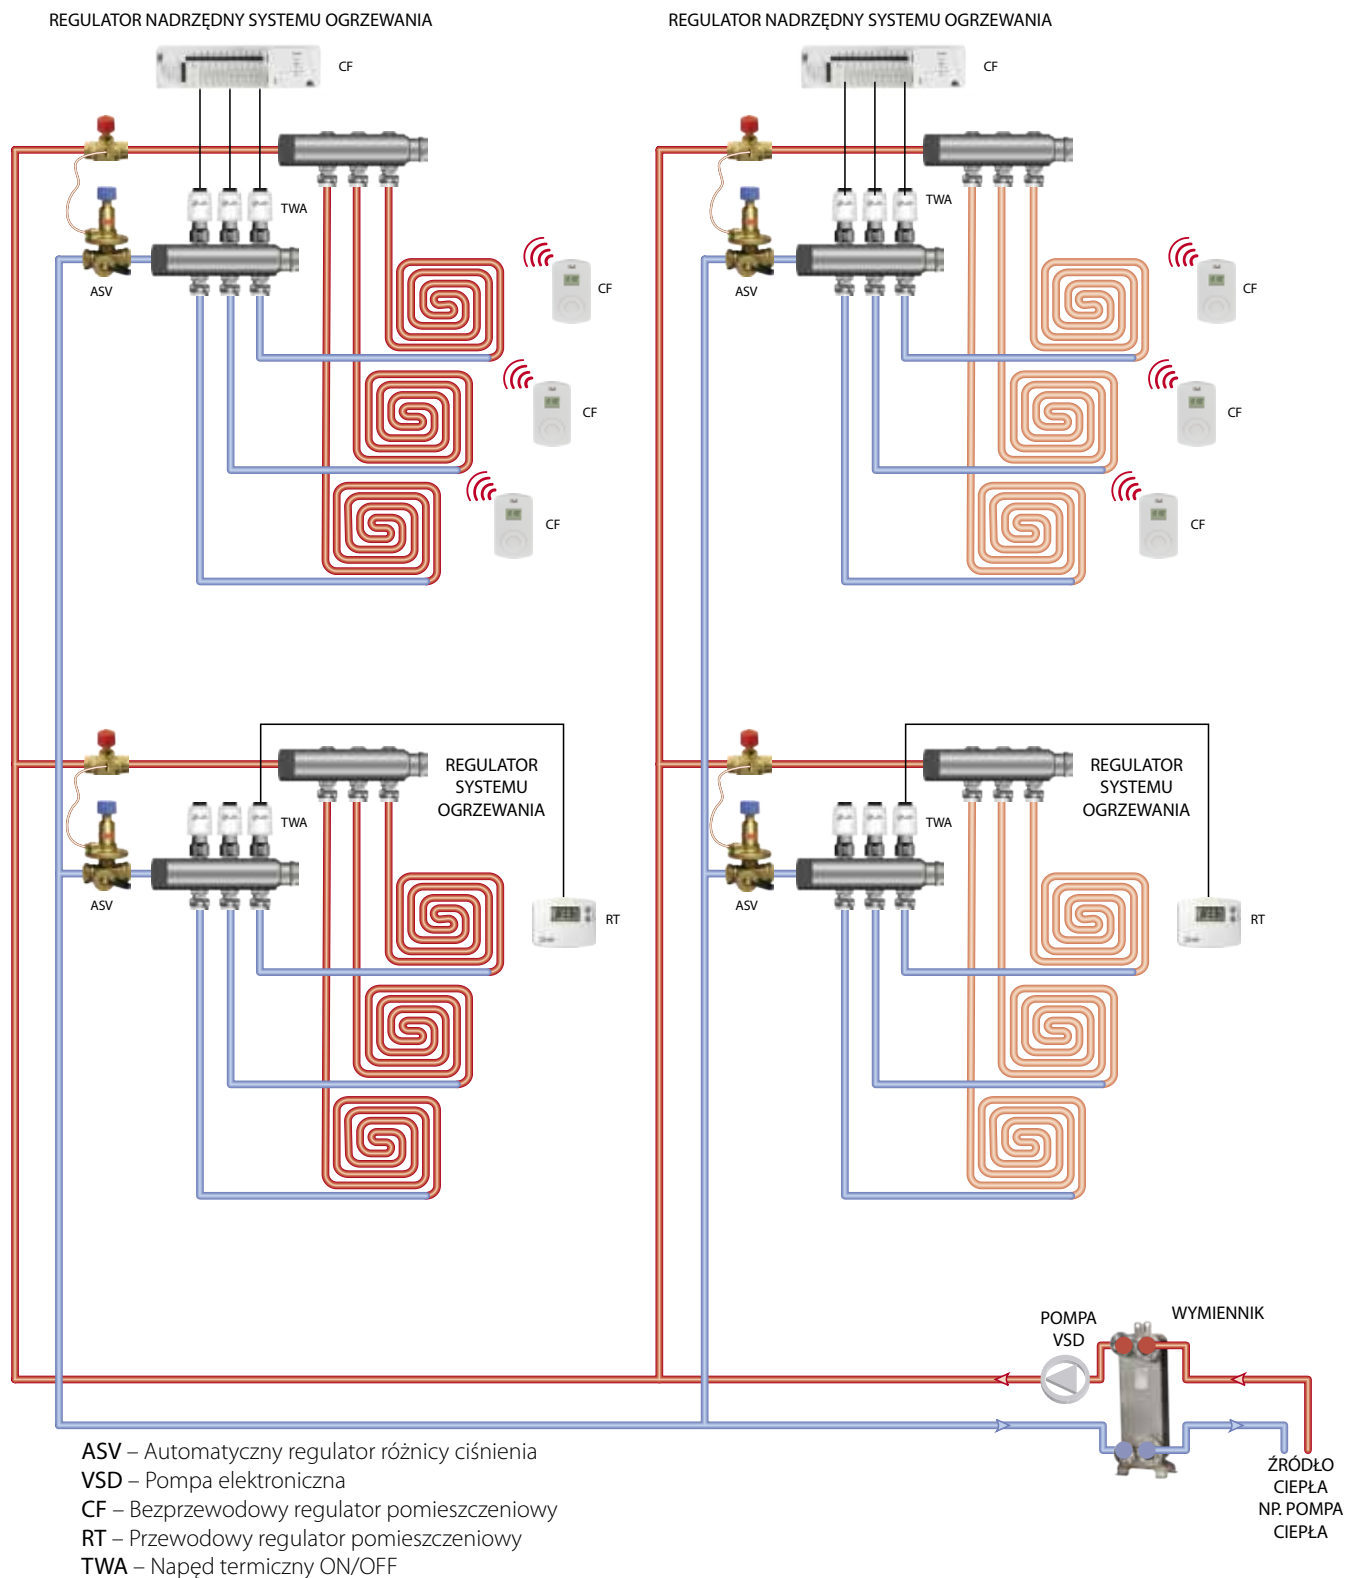 REGULATOR NADRZĘDNY SYSTEMU OGRZEWANIA
REGULATOR NADRZĘDNY SYSTEMU OGRZEWANIA
CF
CF
TWA
TWA
ASV
ASV
CF
CF
CF
CF
CF
CF
REGULATOR
SYSTEMU
OGRZEWANIA
REGULATOR
SYSTEMU
OGRZEWANIA
TWA
TWA
ASV
ASV
RT
RT
POMPA
VSD
WYMIENNIK
ŹRÓDŁO
CIEPŁA
NP. POMPA
CIEPŁA
ASV – Automatyczny regulator różnicy ciśnienia
VSD – Pompa elektroniczna
CF – Bezprzewodowy regulator pomieszczeniowy
RT – Przewodowy regulator pomieszczeniowy
TWA – Napęd termiczny ON/OFF